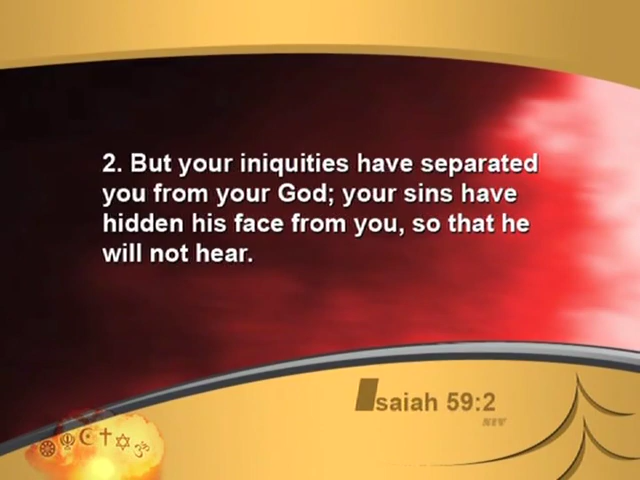 2. But your iniquities have separated
you from your God; your sins have
hidden his face from you, so that he
will not hear.
Isaiah 59:2
NIV